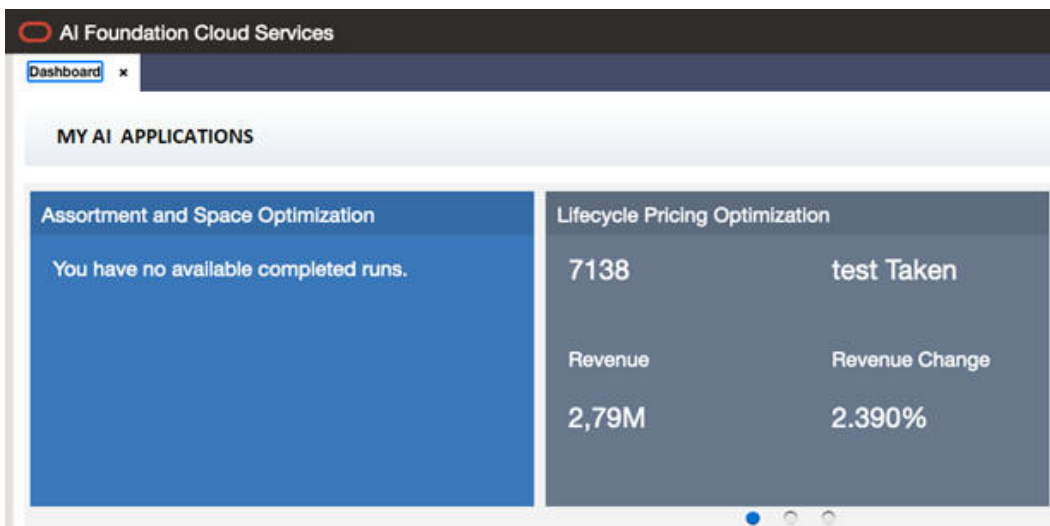 AI Foundation Cloud Services
Dashboard ×
MY AI APPLICATIONS
Assortment and Space Optimization
You have no available completed runs.
Lifecycle Pricing Optimization
7138 test Taken
Revenue Revenue Change
2,79M 2.390%